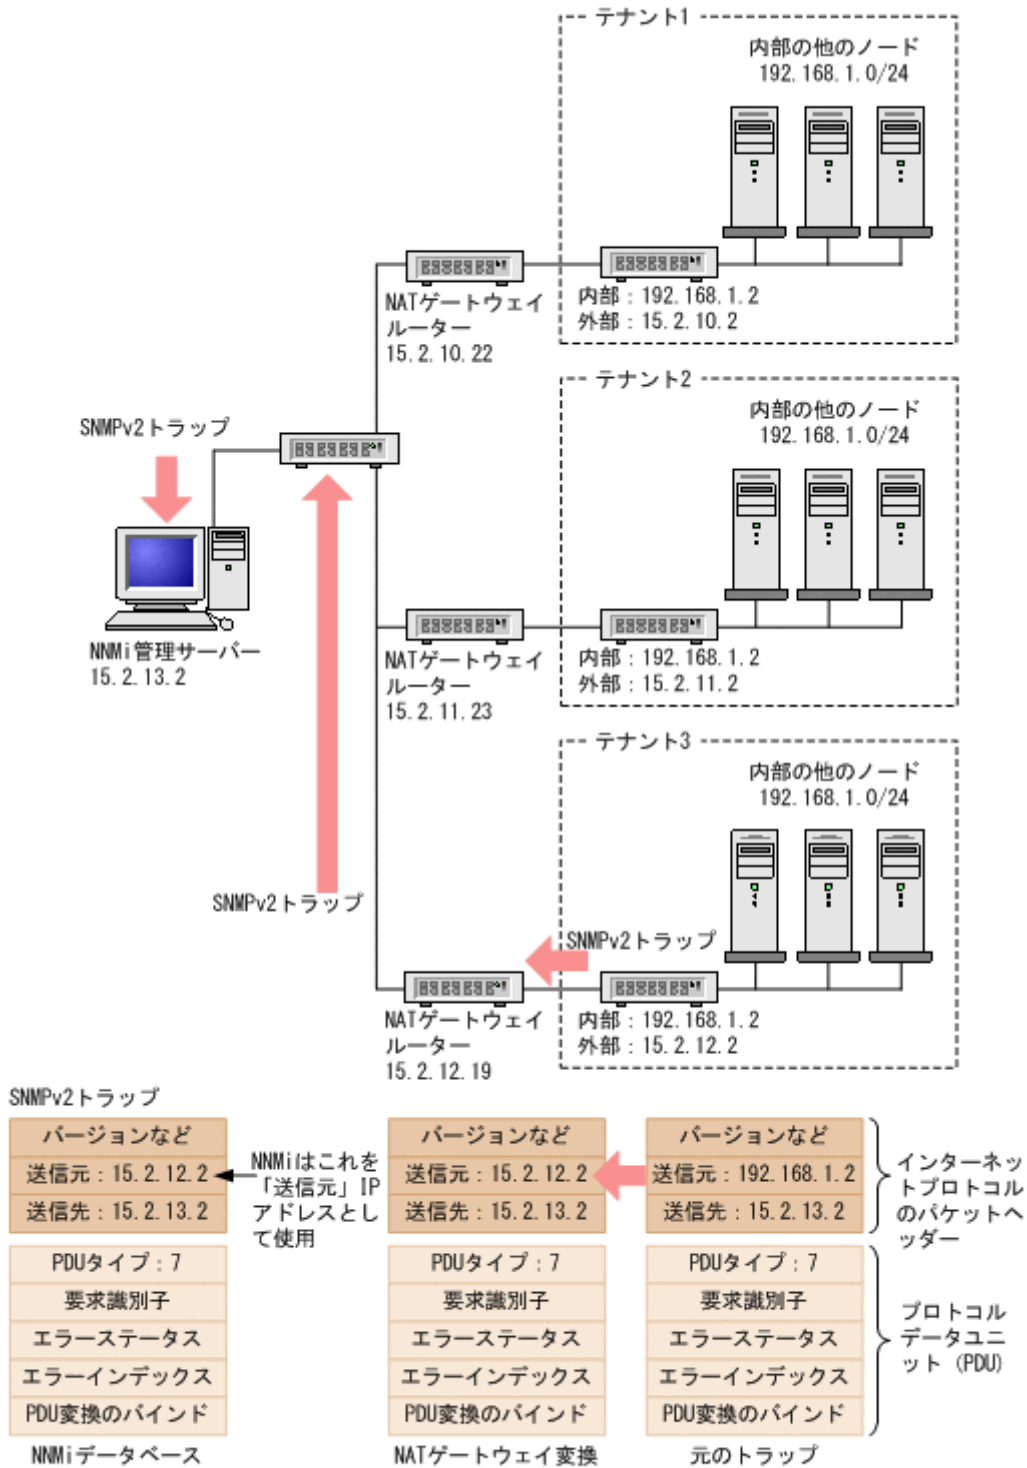 テナント1
内部の他のノード
192.168.1.0/24
NATゲートウェイ
ルーター
15.2.10.22
内部：192.168.1.2
外部：15.2.10.2
テナント2
内部の他のノード
192.168.1.0/24
SNMPv2トラップ
NNMi管理サーバー
15.2.13.2
NATゲートウェイ
ルーター
15.2.11.23
内部：192.168.1.2
外部：15.2.11.2
テナント3
内部の他のノード
192.168.1.0/24
SNMPv2トラップ
SNMPv2トラップ
NATゲートウェイ
ルーター
15.2.12.19
内部：192.168.1.2
外部：15.2.12.2
SNMPv2トラップ
バージョンなど
送信元：15.2.12.2
送信先：15.2.13.2
PDUタイプ：7
要求識別子
エラーステータス
エラーインデックス
PDU変換のバインド
NNMiデータベース
NNMiはこれを
「送信元」IP
アドレスとし
て使用
バージョンなど
送信元：15.2.12.2
送信先：15.2.13.2
PDUタイプ：7
要求識別子
エラーステータス
エラーインデックス
PDU変換のバインド
NATゲートウェイ変換
バージョンなど
送信元：192.168.1.2
送信先：15.2.13.2
PDUタイプ：7
要求識別子
エラーステータス
エラーインデックス
PDU変換のバインド
元のトラップ
インターネッ
トプロトコル
のパケットヘ
ッダー
プロトコル
データユニ
ット（PDU）